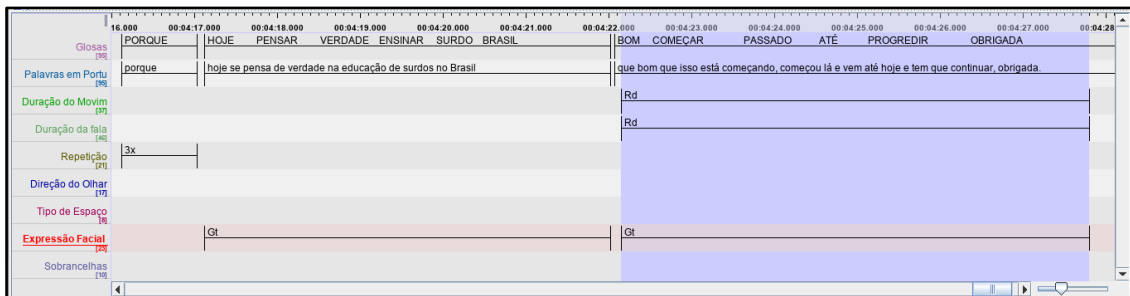 16.000 00:04:17.000 00:04:18.000 00:04:19.000 00:04:20.000 00:04:21.000 00:04:22.000 00:04:23.000 00:04:24.000 00:04:25.000 00:04:26.000 00:04:27.000 00:04:28
Glosas PORQUE HOJE PENSAR VERDADE ENSINAR SURDO BRASIL BOM COMEÇAR PASSADO ATÉ PROGREDIR OBRIGADA
Palavras em Portu porque hoje se pensa de verdade na educação de surdos no Brasil que bom que isso está começando, começou lá e vem até hoje e tem que continuar, obrigada.
Duração do Movim Rd
[37]
Duração da fala Rd
[46]
Repetição 3x
[21]
Direção do Olhar
[17]
Tipo de Espaço
Expressão Facial Gt Gt
[23]
Sobrancelhas
[10]